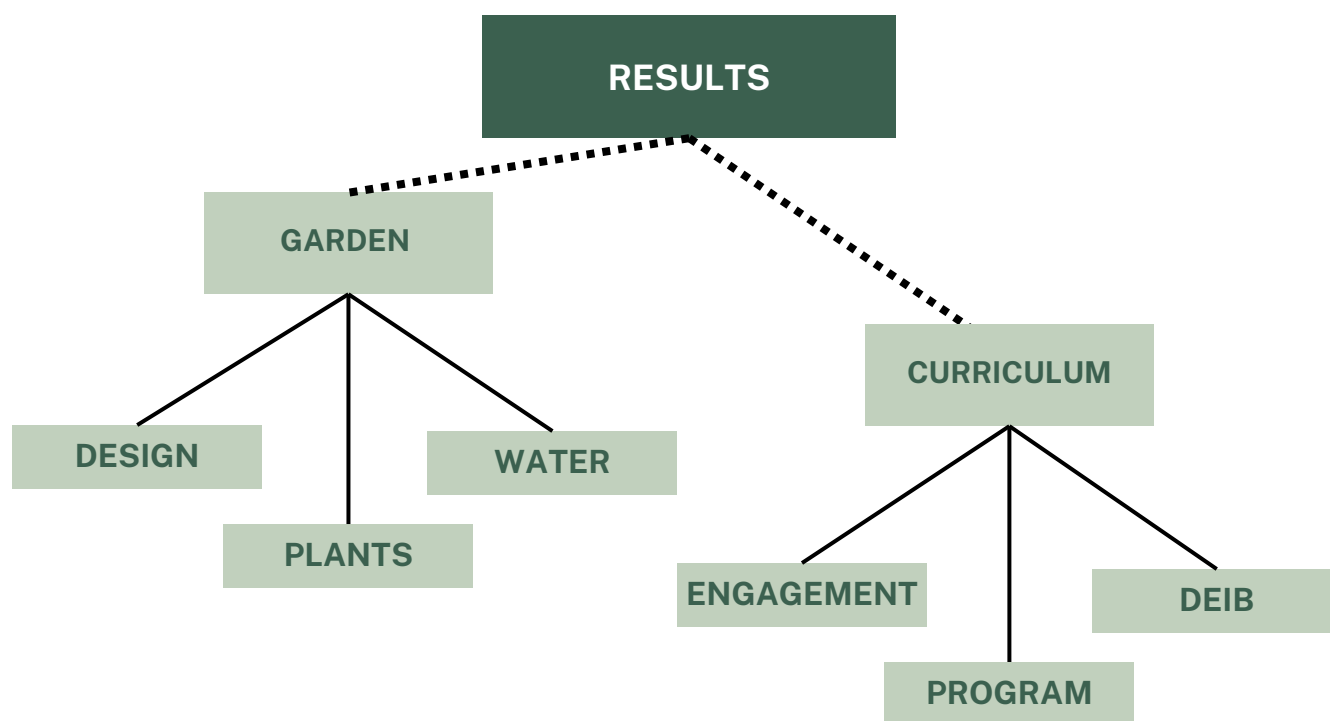 RESULTS
GARDEN
CURRICULUM
DESIGN
WATER
PLANTS
ENGAGEMENT
DEIB
PROGRAM